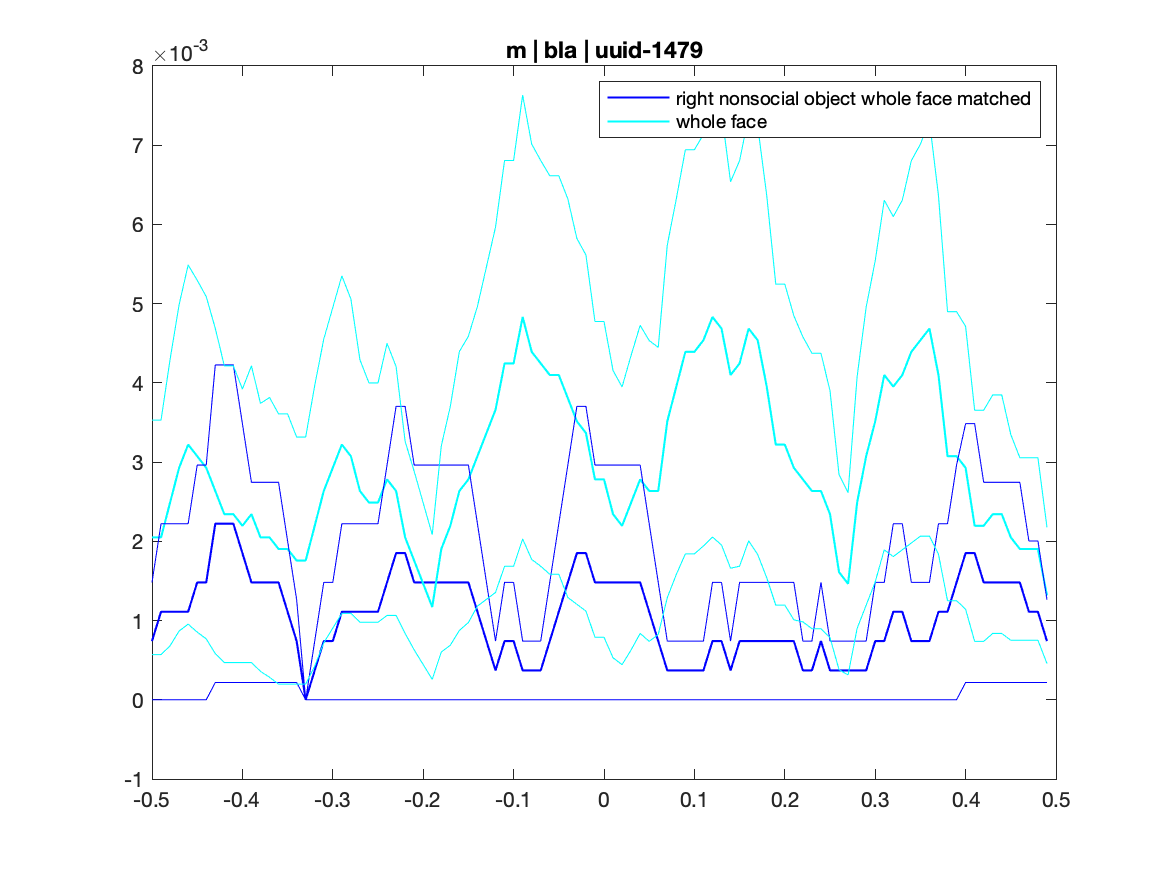 m | bla | uuid-1479
×10-3
right nonsocial object whole face matched
whole face
8
7
6
5
4
3
2
1
0
-1
-0.5 -0.4 -0.3 -0.2 -0.1 0 0.1 0.2 0.3 0.4 0.5